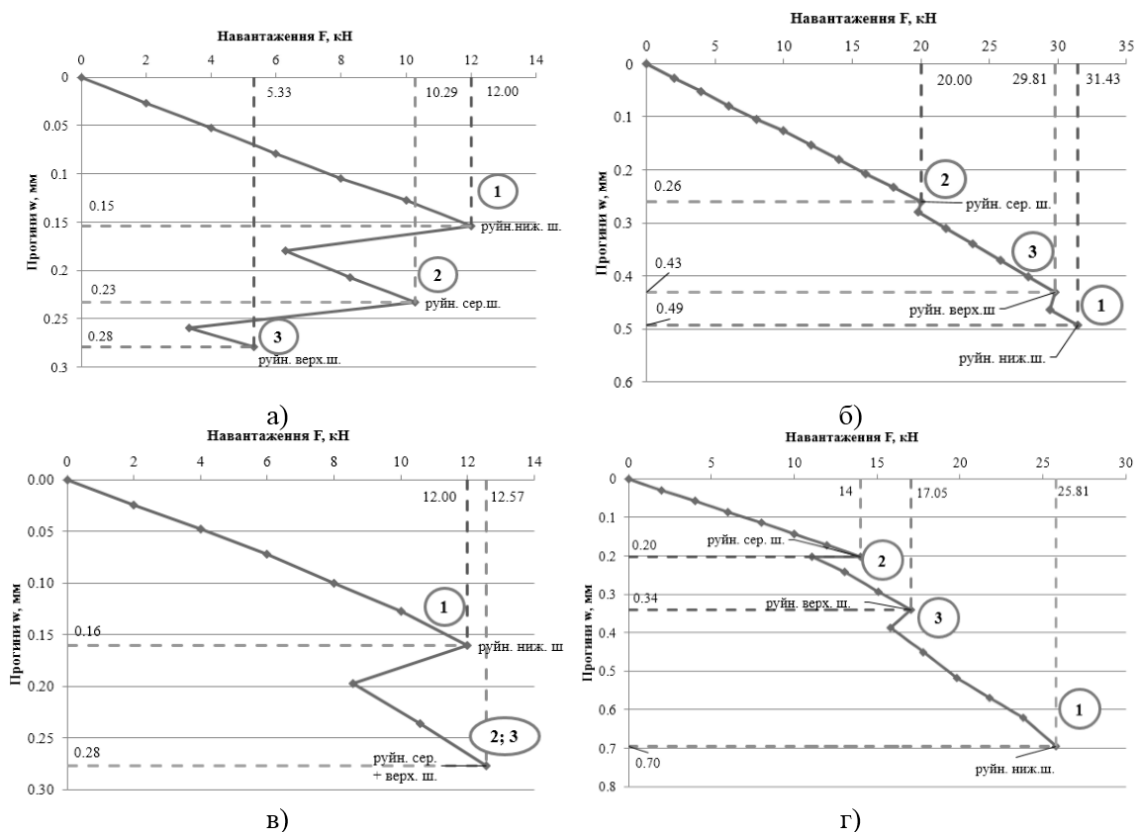 а)
Навантаження F, кН
0 2 4 6 8 10 12 14
5.33 10.29 12.00
Прогини w, мм
0
0.05
0.1
0.15
0.2
0.25
0.3
0.15
0.23
0.28
1
руйн.ниж. ш.
2
руйн. сер.ш.
3
руйн. верх.ш.
а)
б)
Навантаження F, кН
0 5 10 15 20 25 30 35
20.00 29.81 31.43
Прогини w, мм
0
0.1
0.2
0.3
0.4
0.5
0.6
0.26
0.43
0.49
2
руйн. сер. ш.
3
руйн. верх.ш
1
руйн. ниж.ш.
б)
Навантаження F, кН
0 2 4 6 8 10 12 14
12.00 12.57
Прогини w, мм
0.00
0.05
0.10
0.15
0.20
0.25
0.30
0.16
0.28
1
руйн. ниж. ш
2; 3
руйн. сер.
+ верх. ш.
в)
Навантаження F, кН
0 5 10 15 20 25 30
14 17.05 25.81
Прогини w, мм
0
0.1
0.2
0.3
0.4
0.5
0.6
0.7
0.8
0.20
0.34
0.70
руйн. сер. ш.
2
руйн. верх. ш.
3
1
руйн. ниж.ш.
г)